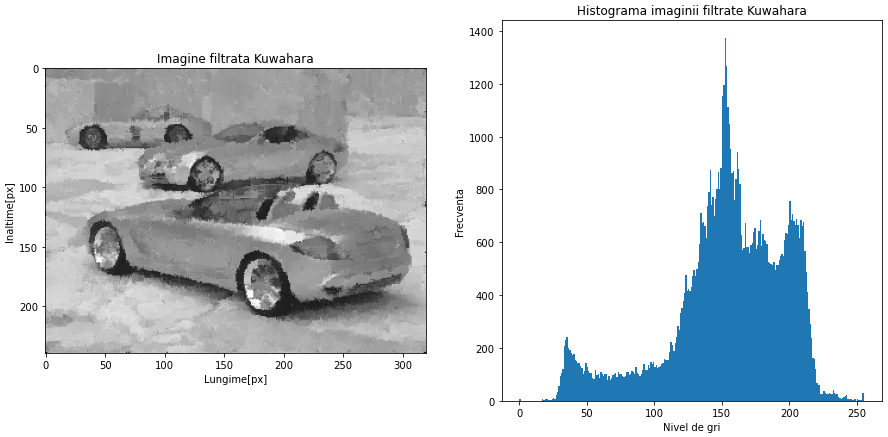 Imagine filtrata Kuwahara
0
50
100
150
200
Inaltime[px]
0 50 100 150 200 250 300
Lungime[px]
Histograma imaginii filtrate Kuwahara
1400
1200
1000
800
600
400
200
0
Frecventa
0 50 100 150 200 250
Nivel de gri